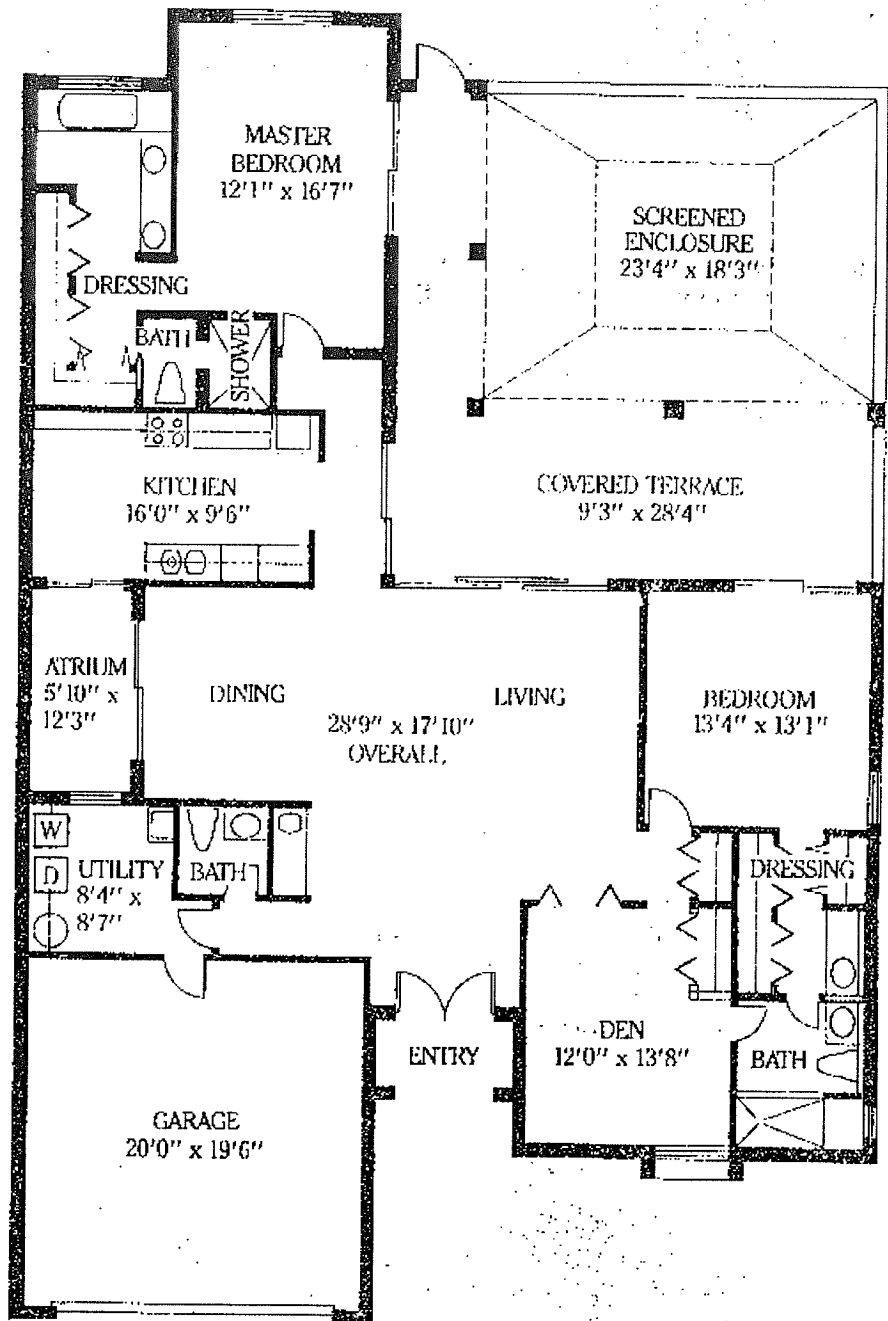 MASTER
BEDROOM
12'1" x 16'7"
SCREENED
ENCLOSURE
23'4" x 18'3"
DRESSING
BATH
SHOWER
KITCHEN
16'0" x 9'6"
COVERED TERRACE
9'3" x 28'4"
ATRIUM
5'10" x
12'3"
DINING
LIVING
28'9" x 17'10"
OVERALL
BEDROOM
13'4" x 13'1"
W
D
UTILITY
8'4" x
8'7"
BATH
DRESSING
ENTRY
DEN
12'0" x 13'8"
BATH
GARAGE
20'0" x 19'6"